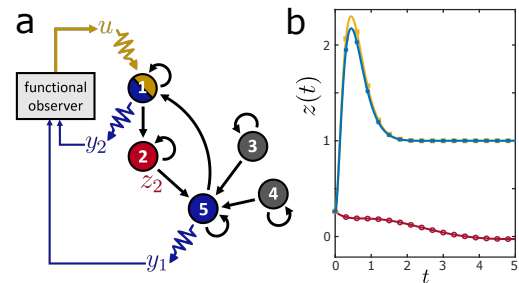 a
u
functional
observer
1
y₂
2
z₂
3
4
5
y₁
b
z(t)
2
1
0
0 1 2 3 4 5
t